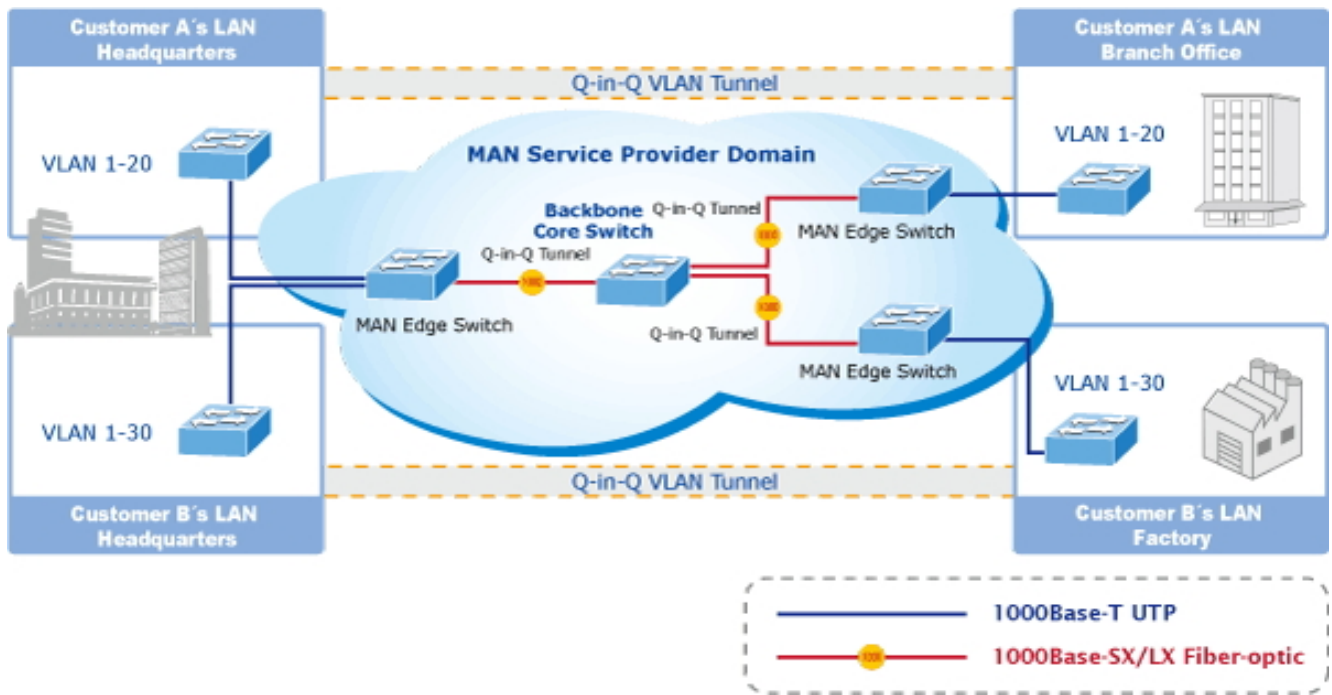 Customer A´s LAN
Headquarters
Customer A´s LAN
Branch Office
Q-in-Q VLAN Tunnel
VLAN 1-20
MAN Service Provider Domain
VLAN 1-20
Backbone
Core Switch
Q-in-Q Tunnel
MAN Edge Switch
Q-in-Q Tunnel
MAN Edge Switch
Q-in-Q Tunnel
MAN Edge Switch
VLAN 1-30
VLAN 1-30
Q-in-Q VLAN Tunnel
Customer B´s LAN
Headquarters
Customer B´s LAN
Factory
1000Base-T UTP
1000Base-SX/LX Fiber-optic